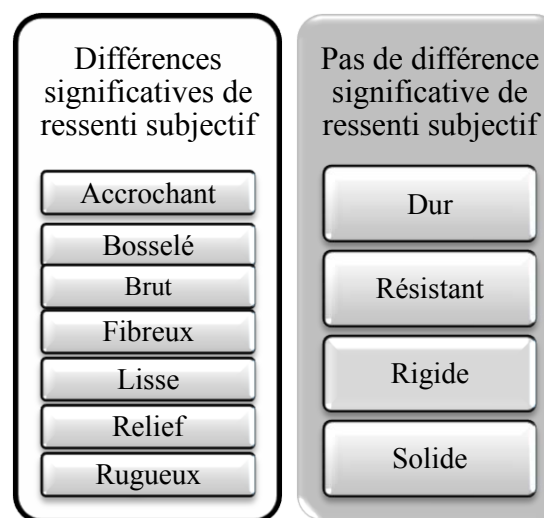 Différences
significatives de
ressenti subjectif
Accrochant
Bosselé
Brut
Fibreux
Lisse
Relief
Rugueux
Pas de différence
significative de
ressenti subjectif
Dur
Résistant
Rigide
Solide